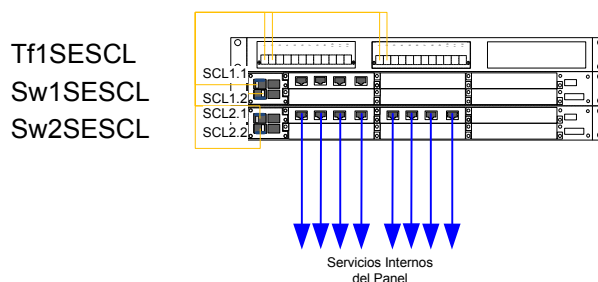 Tf1SESCL
Sw1SESCL
Sw2SESCL
SCL1.1
SCL1.2
SCL2.1
SCL2.2
Servicios Internos
del Panel